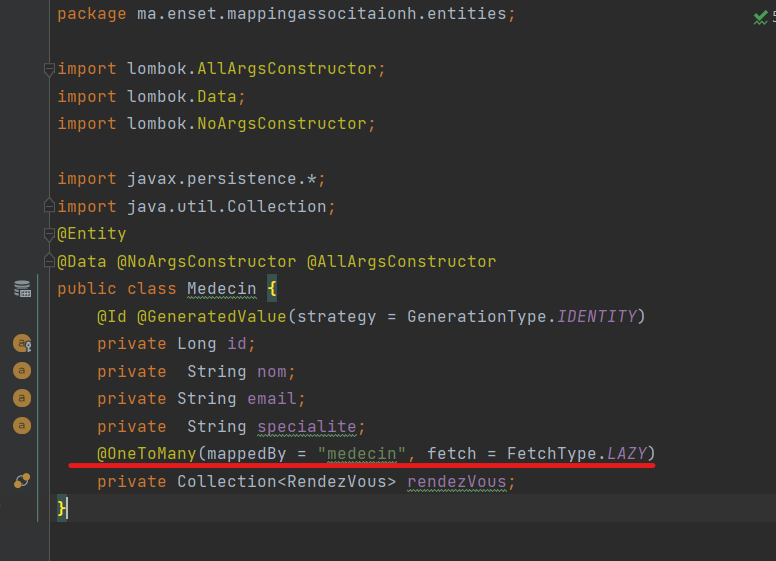 package ma.enset.mappingassocitaionh.entities;
import lombok.AllArgsConstructor;
import lombok.Data;
import lombok.NoArgsConstructor;
import javax.persistence.*;
import java.util.Collection;
@Entity
@Data @NoArgsConstructor @AllArgsConstructor
public class Medecin {
@Id @GeneratedValue(strategy = GenerationType.IDENTITY)
private Long id;
private  String nom;
private String email;
private  String specialite;
@OneToMany(mappedBy = "medecin", fetch = FetchType.LAZY)
private Collection<RendezVous> rendezVous;
}